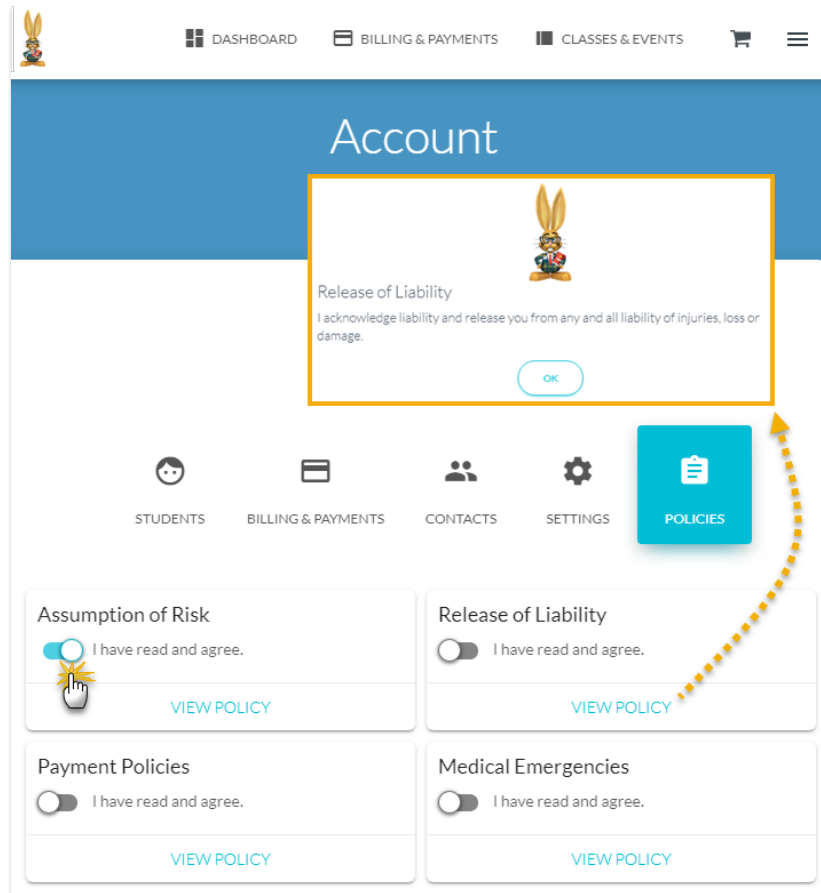 DASHBOARD BILLING & PAYMENTS CLASSES & EVENTS
Account
Release of Liability
I acknowledge liability and release you from any and all liability of injuries, loss or
damage.
OK
STUDENTS BILLING & PAYMENTS CONTACTS SETTINGS POLICIES
Assumption of Risk
I have read and agree.
VIEW POLICY
Release of Liability
I have read and agree.
VIEW POLICY
Payment Policies
I have read and agree.
VIEW POLICY
Medical Emergencies
I have read and agree.
VIEW POLICY